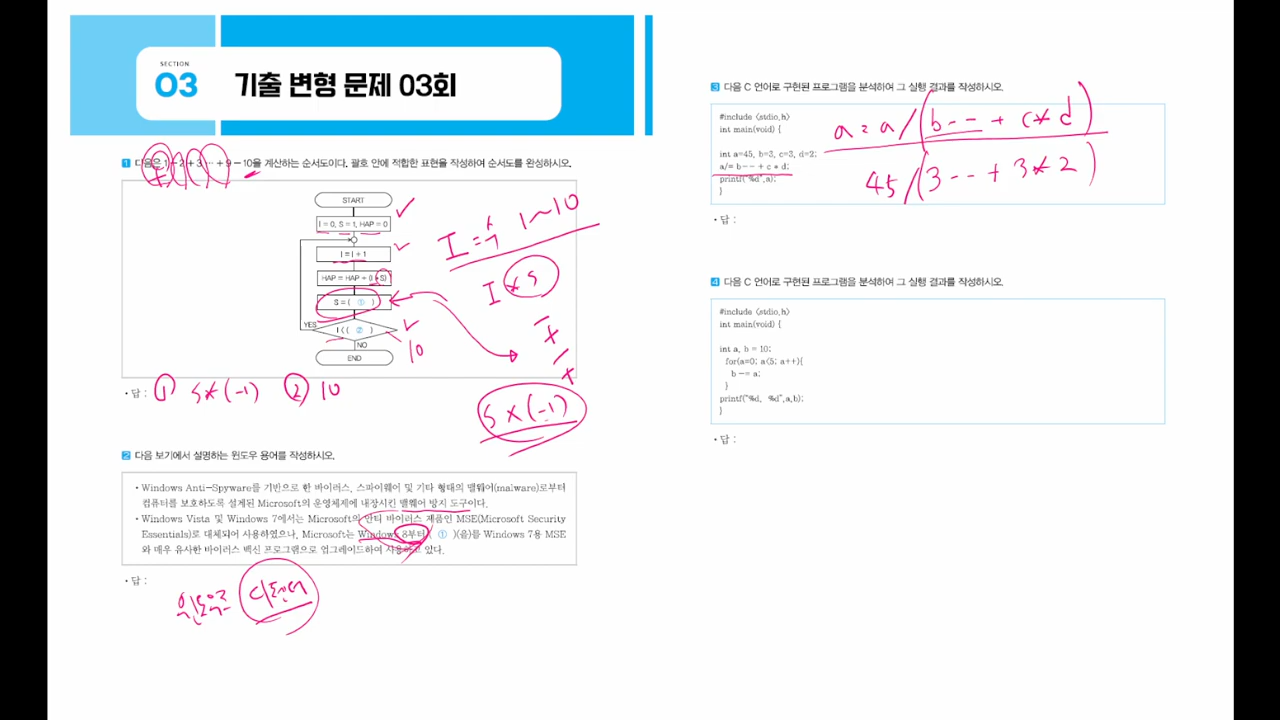 SECTION
03
기출 변형 문제 03회
1 다음은 1-2+3…+9-10을 계산하는 순서도이다. 괄호 안에 적합한 표현을 작성하여 순서도를 완성하시오.
START
I = 0, S = 1, HAP = 0
I = I + 1
HAP = HAP + (I * S)
S = ( ① )
YES
I < ( ② )
NO
END
I = 1 ~ 10
I * S
10
S × (-1)
• 답 : ① S * (-1) ② 10
2 다음 보기에서 설명하는 윈도우 용어를 작성하시오.
• Windows Anti-Spyware를 기반으로 한 바이러스, 스파이웨어 및 기타 형태의 맬웨어(malware)로부터
컴퓨터를 보호하도록 설계된 Microsoft의 운영체제에 내장시킨 맬웨어 방지 도구이다.
• Windows Vista 및 Windows 7에서는 Microsoft의 안티 바이러스 제품인 MSE(Microsoft Security
Essentials)로 대체되어 사용하였으나, Microsoft는 Windows 8부터 ( ① )(을)를 Windows 7용 MSE
와 매우 유사한 바이러스 백신 프로그램으로 업그레이드하여 사용하고 있다.
• 답 :
윈도우즈 디펜더
3 다음 C 언어로 구현된 프로그램을 분석하여 그 실행 결과를 작성하시오.
#include <stdio.h>
int main(void) {
int a=45, b=3, c=3, d=2;
a/= b-- + c * d;
printf("%d",a);
}
a = a / (b-- + c * d)
45 / (3-- + 3 * 2)
• 답 :
4 다음 C 언어로 구현된 프로그램을 분석하여 그 실행 결과를 작성하시오.
#include <stdio.h>
int main(void) {
int a, b = 10;
for(a=0; a<5; a++){
b -= a;
}
printf("%d, %d",a,b);
}
• 답 :